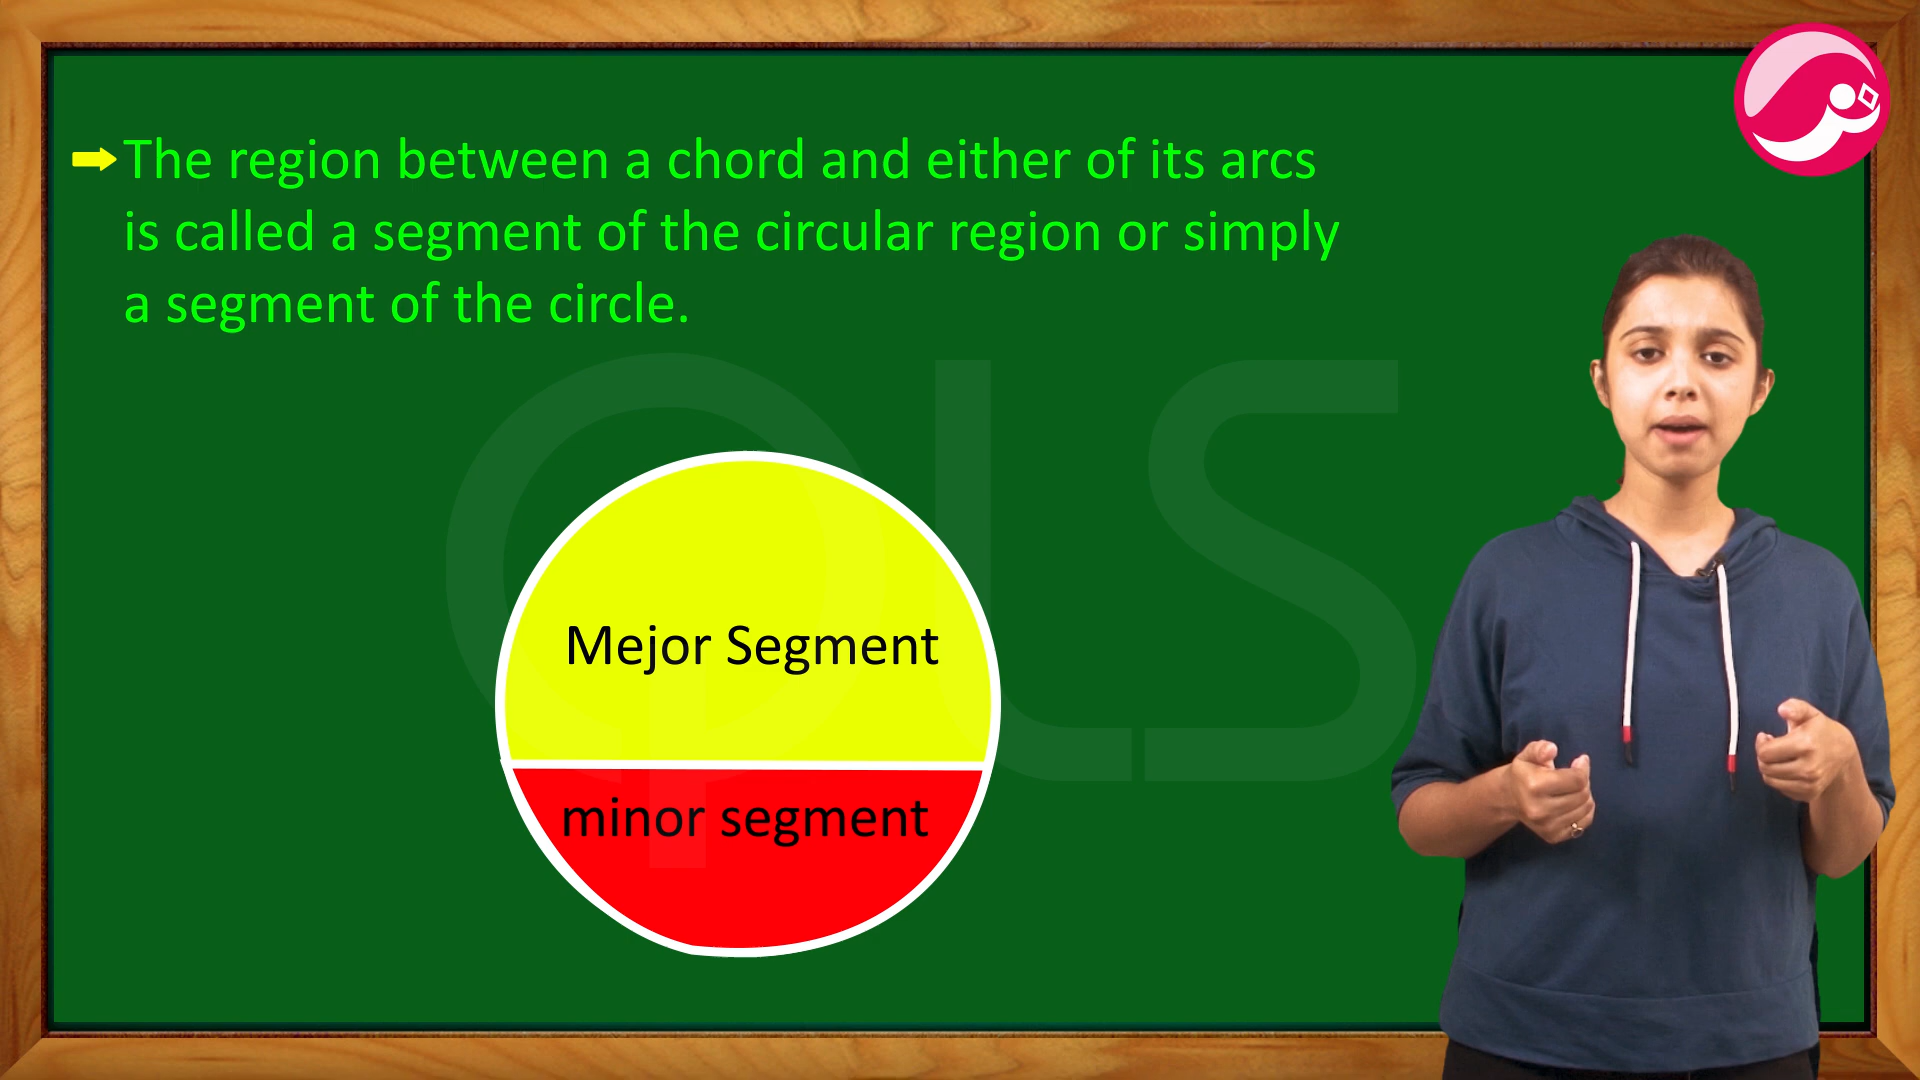 The region between a chord and either of its arcs
is called a segment of the circular region or simply
a segment of the circle.
QLS
Mejor Segment
minor segment